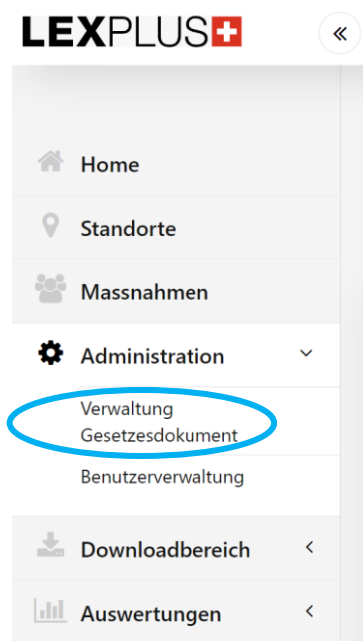 LEXPLUS
Home
Standorte
Massnahmen
Administration
Verwaltung
Gesetzesdokument
Benutzerverwaltung
Downloadbereich
Auswertungen